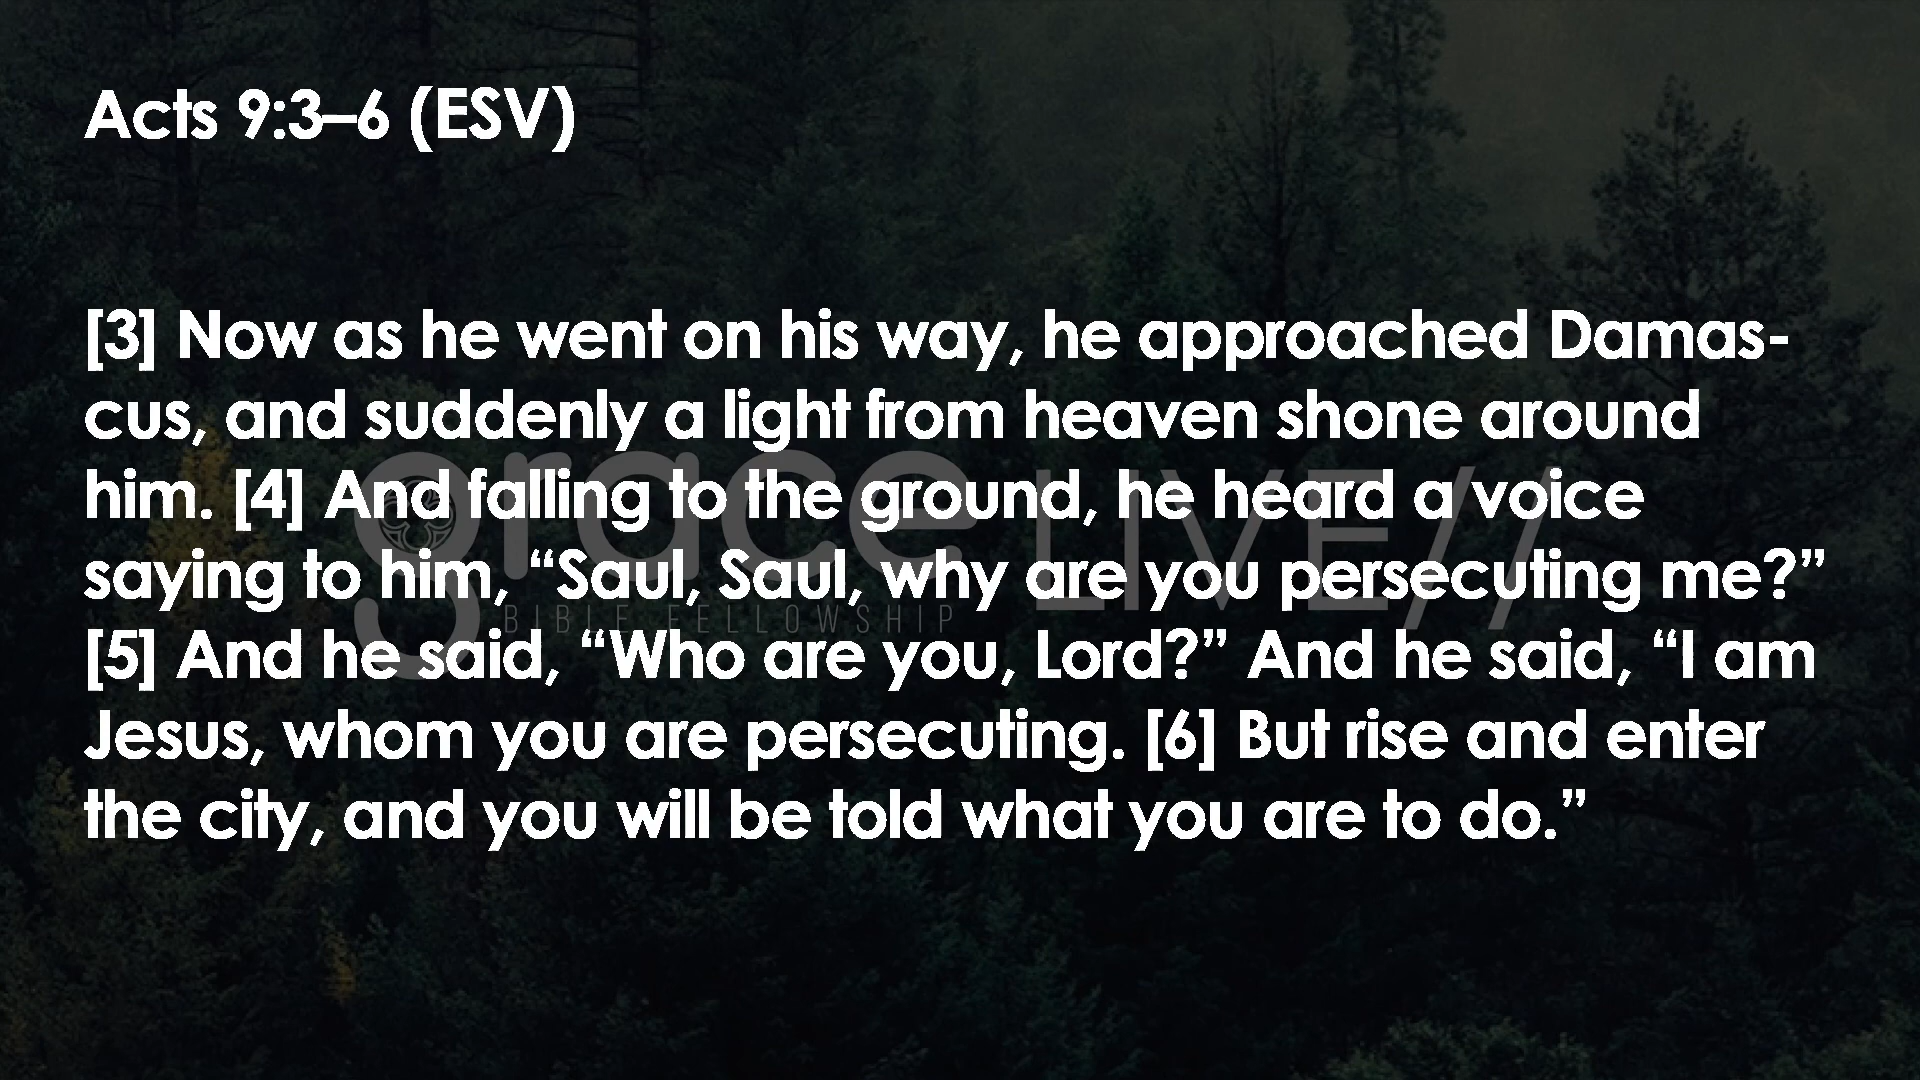 Acts 9:3–6 (ESV)
[3] Now as he went on his way, he approached Damas-
cus, and suddenly a light from heaven shone around
him. [4] And falling to the ground, he heard a voice
saying to him, “Saul, Saul, why are you persecuting me?”
[5] And he said, “Who are you, Lord?” And he said, “I am
Jesus, whom you are persecuting. [6] But rise and enter
the city, and you will be told what you are to do.”
grace LIVE//
BIBLE FELLOWSHIP